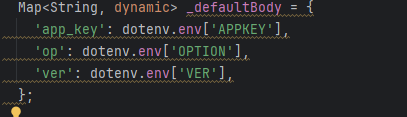 Map<String, dynamic> _defaultBody = {
'app_key': dotenv.env['APPKEY'],
'op': dotenv.env['OPTION'],
'ver': dotenv.env['VER'],
};